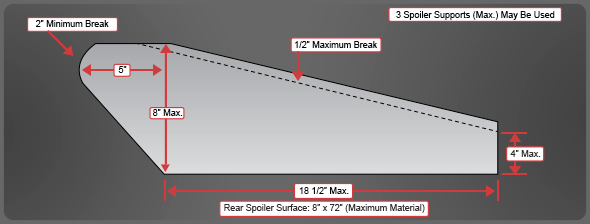 2" Minimum Break
3 Spoiler Supports (Max.) May Be Used
1/2" Maximum Break
5"
8" Max.
4" Max.
18 1/2" Max.
Rear Spoiler Surface: 8" x 72" (Maximum Material)